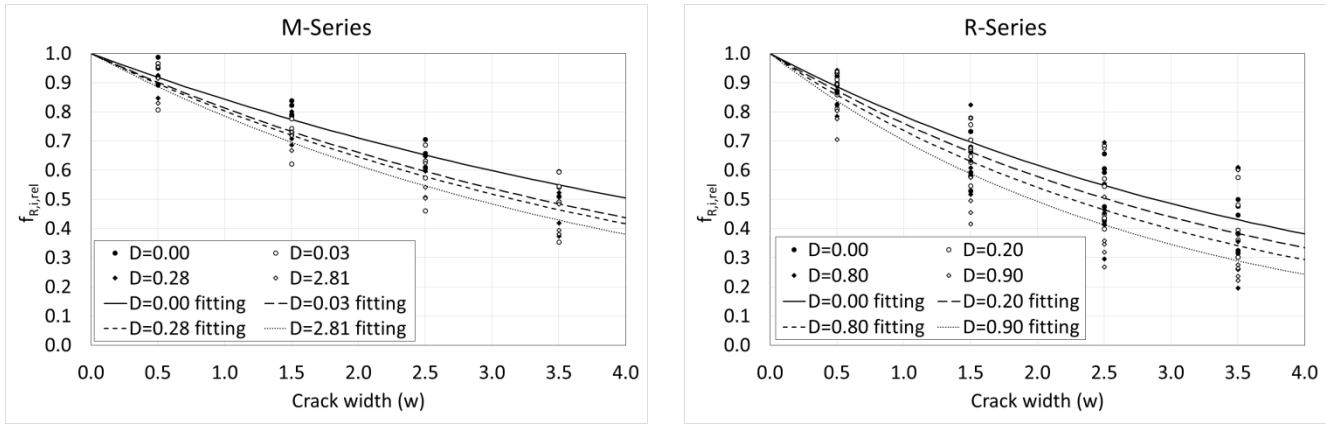 M-Series
1.0
0.9
0.8
0.7
0.6
0.5
0.4
0.3
0.2
0.1
0.0
f_{R,i,rel}
D=0.00 D=0.03
D=0.28 D=2.81
D=0.00 fitting D=0.03 fitting
D=0.28 fitting D=2.81 fitting
0.0 0.5 1.0 1.5 2.0 2.5 3.0 3.5 4.0
Crack width (w)
R-Series
1.0
0.9
0.8
0.7
0.6
0.5
0.4
0.3
0.2
0.1
0.0
f_{R,i,rel}
D=0.00 D=0.20
D=0.80 D=0.90
D=0.00 fitting D=0.20 fitting
D=0.80 fitting D=0.90 fitting
0.0 0.5 1.0 1.5 2.0 2.5 3.0 3.5 4.0
Crack width (w)